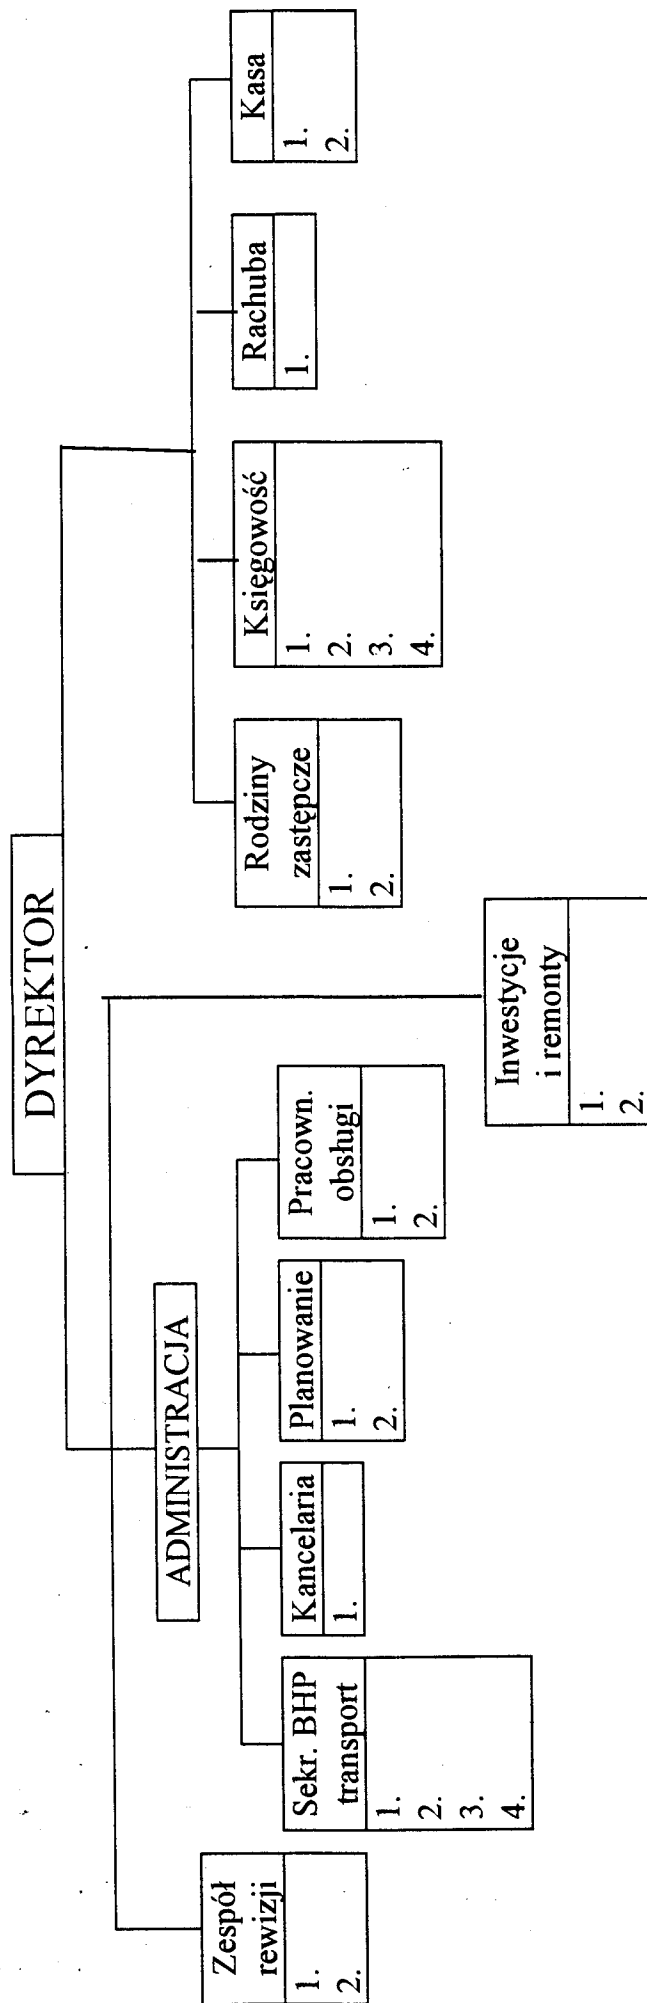 DYREKTOR
ADMINISTRACJA
Zespół
rewizji
1.
2.
Sekr. BHP
transport
1.
2.
3.
4.
Kancelaria
1.
Planowanie
1.
2.
Pracown.
obsługi
1.
2.
Inwestycje
i remonty
1.
2.
Rodziny
zastępcze
1.
2.
Księgowość
1.
2.
3.
4.
Rachuba
1.
Kasa
1.
2.